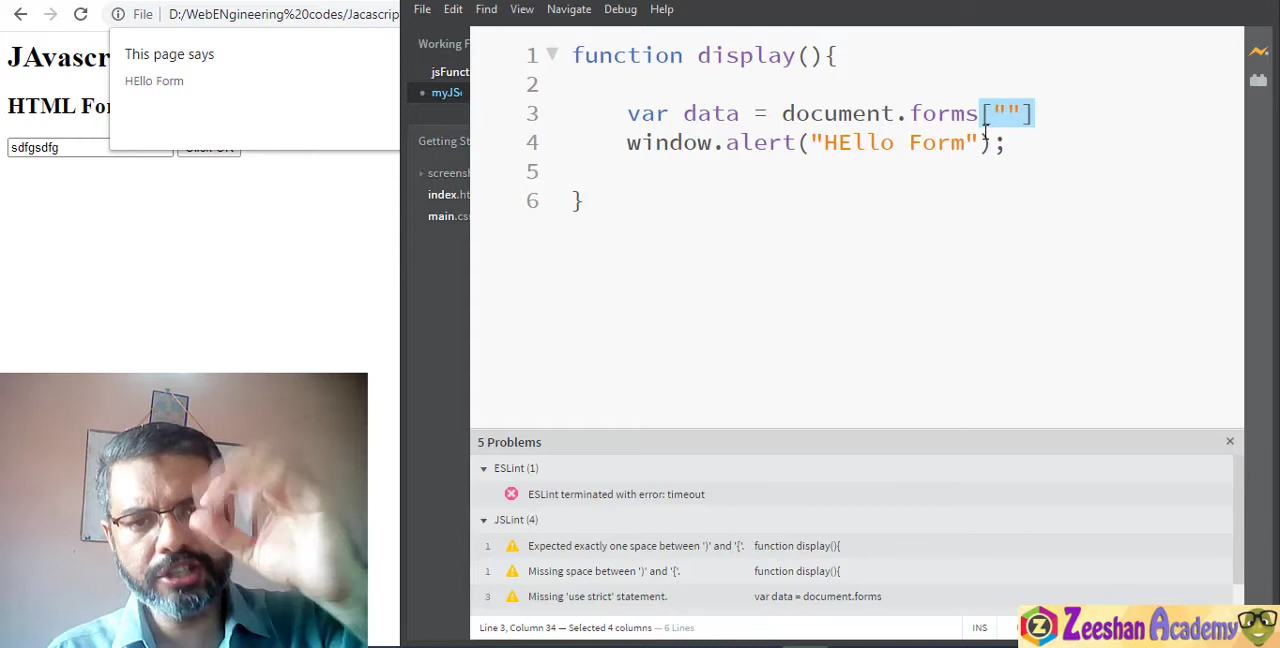 File D:/WebENgineering%20codes/Jacascrip
JAvascr
HTML For
This page says
HEllo Form
sdfgsdfg
File Edit Find View Navigate Debug Help
Working F
jsFunct
myJSc
Getting St
screensh
index.ht
main.css
1 function display(){
2
3 var data = document.forms[""]
4 window.alert("HEllo Form");
5
6 }
5 Problems
ESLint (1)
ESLint terminated with error: timeout
JSLint (4)
1 Expected exactly one space between ')' and '{'. function display(){
1 Missing space between ')' and '{'. function display(){
3 Missing 'use strict' statement. var data = document.forms
Line 3, Column 34 — Selected 4 columns — 6 Lines
INS
Zeeshan Academy